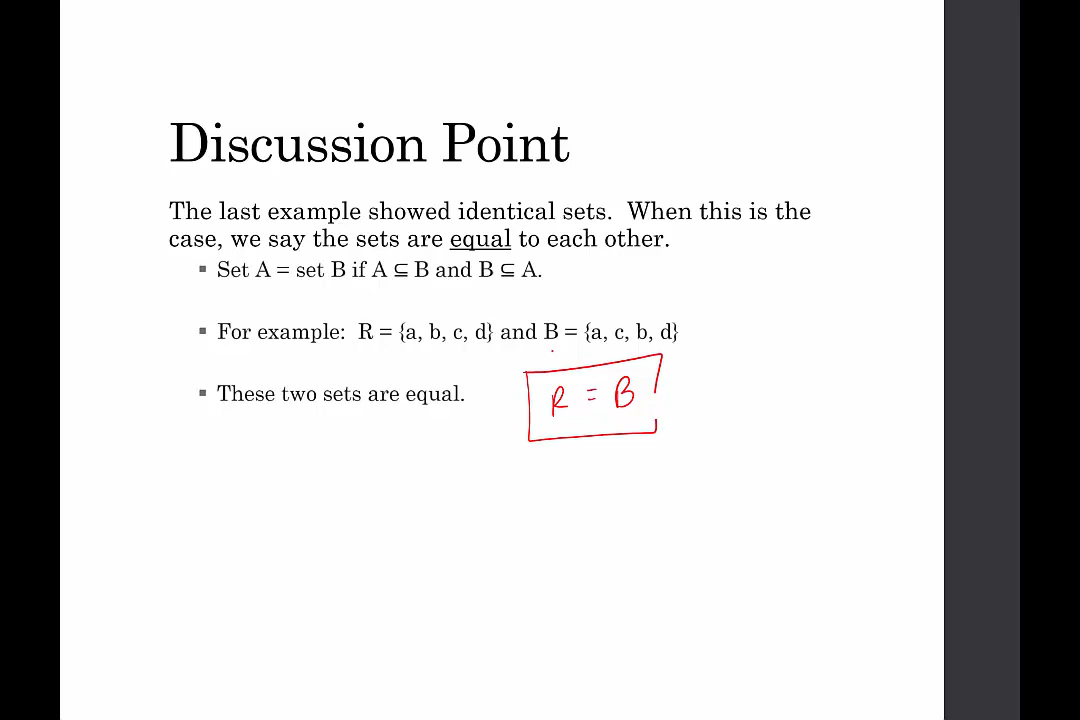 Discussion Point
The last example showed identical sets. When this is the
case, we say the sets are equal to each other.
▪ Set A = set B if A ⊆ B and B ⊆ A.
▪ For example: R = {a, b, c, d} and B = {a, c, b, d}
▪ These two sets are equal.
R = B